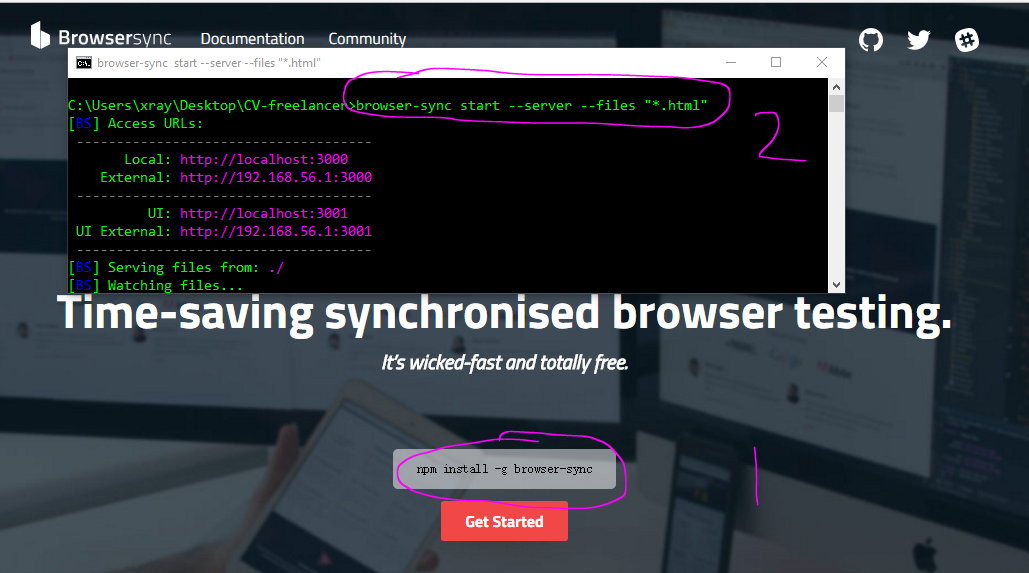 Browsersync Documentation Community
browser-sync start --server --files "*.html"
C:\Users\xray\Desktop\CV-freelancer>browser-sync start --server --files "*.html"
[BS] Access URLs:
--------------------------------------
Local: http://localhost:3000
External: http://192.168.56.1:3000
--------------------------------------
UI: http://localhost:3001
UI External: http://192.168.56.1:3001
--------------------------------------
[BS] Serving files from: ./
[BS] Watching files...
2
Time-saving synchronised browser testing.
It's wicked-fast and totally free.
npm install -g browser-sync
1
Get Started